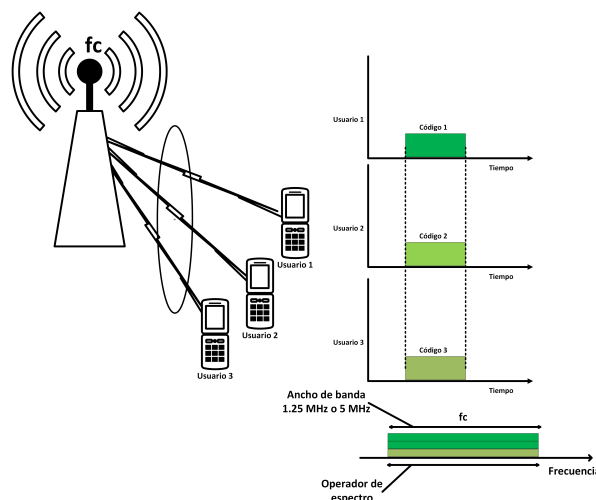 fc
Usuario 1
Usuario 2
Usuario 3
Usuario 1
Código 1
Tiempo
Usuario 2
Código 2
Tiempo
Usuario 3
Código 3
Tiempo
Ancho de banda
1.25 MHz o 5 MHz
fc
Frecuencia
Operador de
espectro